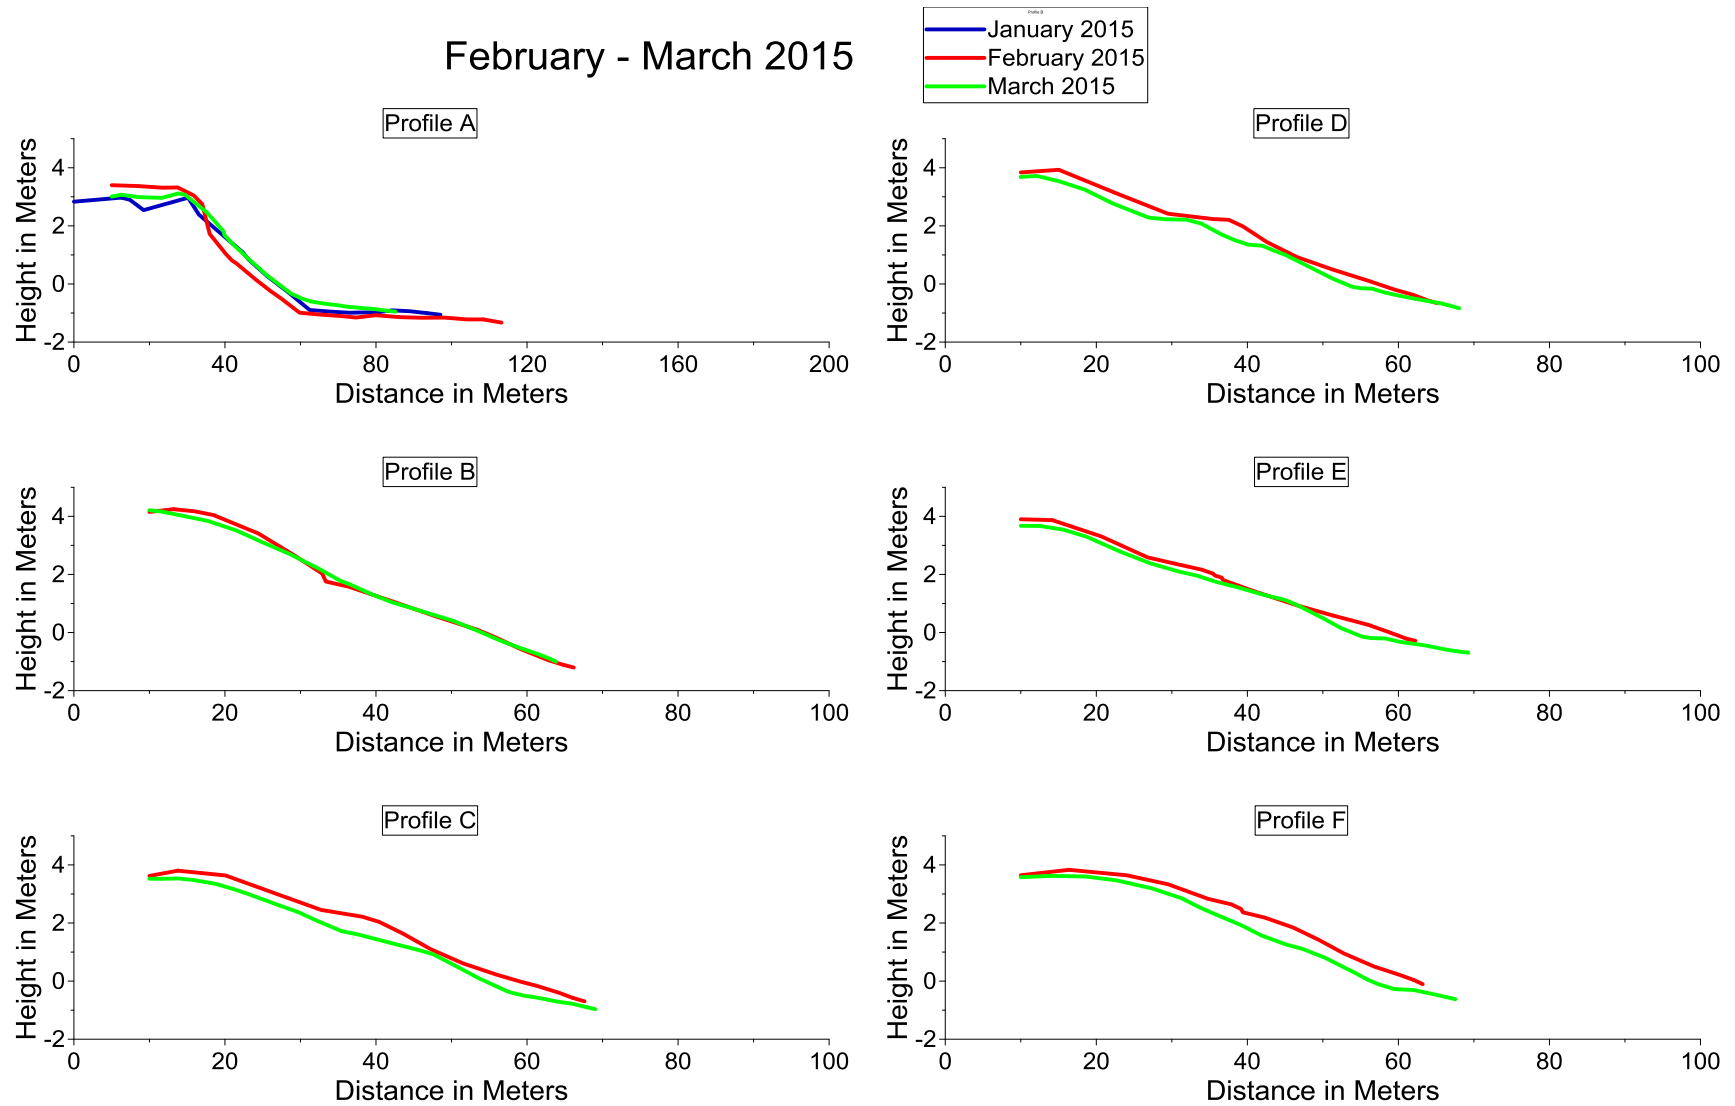 February - March 2015
Profile B
January 2015
February 2015
March 2015
Profile A
Height in Meters
4
2
0
-2
0 40 80 120 160 200
Distance in Meters
Profile D
Height in Meters
4
2
0
-2
0 20 40 60 80 100
Distance in Meters
Profile B
Height in Meters
4
2
0
-2
0 20 40 60 80 100
Distance in Meters
Profile E
Height in Meters
4
2
0
-2
0 20 40 60 80 100
Distance in Meters
Profile C
Height in Meters
4
2
0
-2
0 20 40 60 80 100
Distance in Meters
Profile F
Height in Meters
4
2
0
-2
0 20 40 60 80 100
Distance in Meters